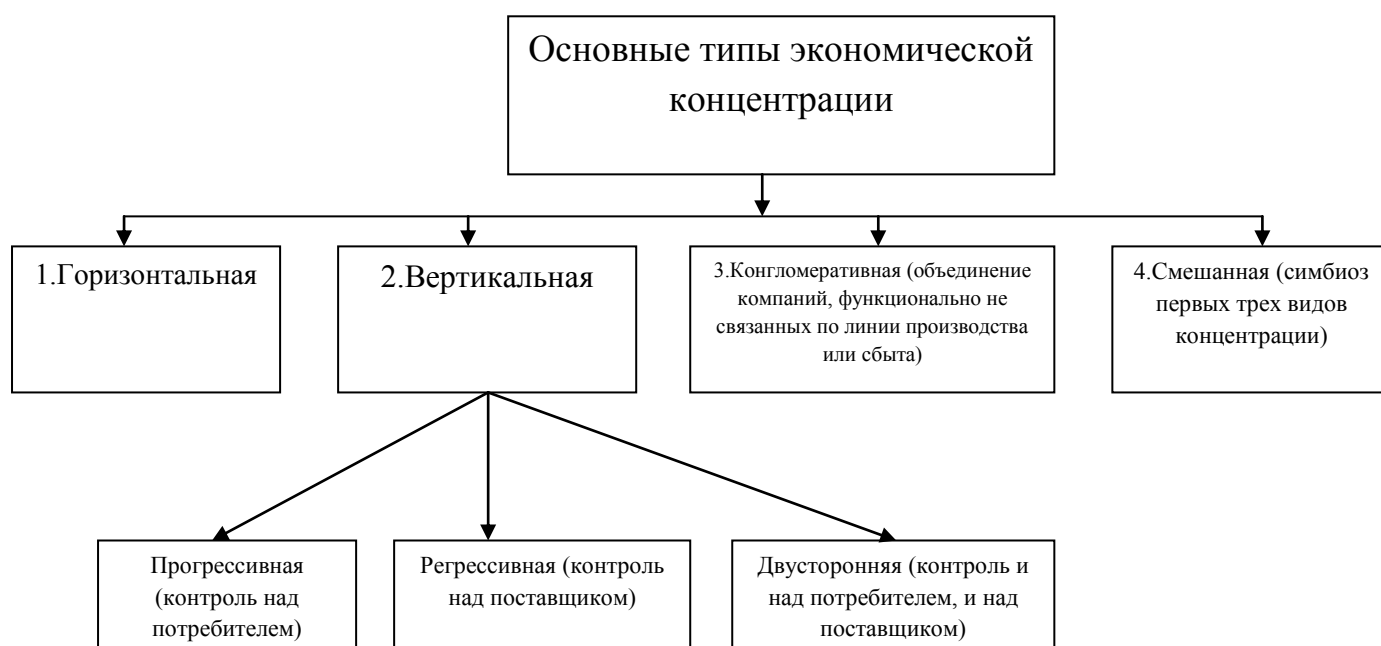 Основные типы экономической
концентрации
1.Горизонтальная
2.Вертикальная
3.Конгломеративная (объединение
компаний, функционально не
связанных по линии производства
или сбыта)
4.Смешанная (симбиоз
первых трех видов
концентрации)
Прогрессивная
(контроль над
потребителем)
Регрессивная (контроль
над поставщиком)
Двусторонняя (контроль и
над потребителем, и над
поставщиком)